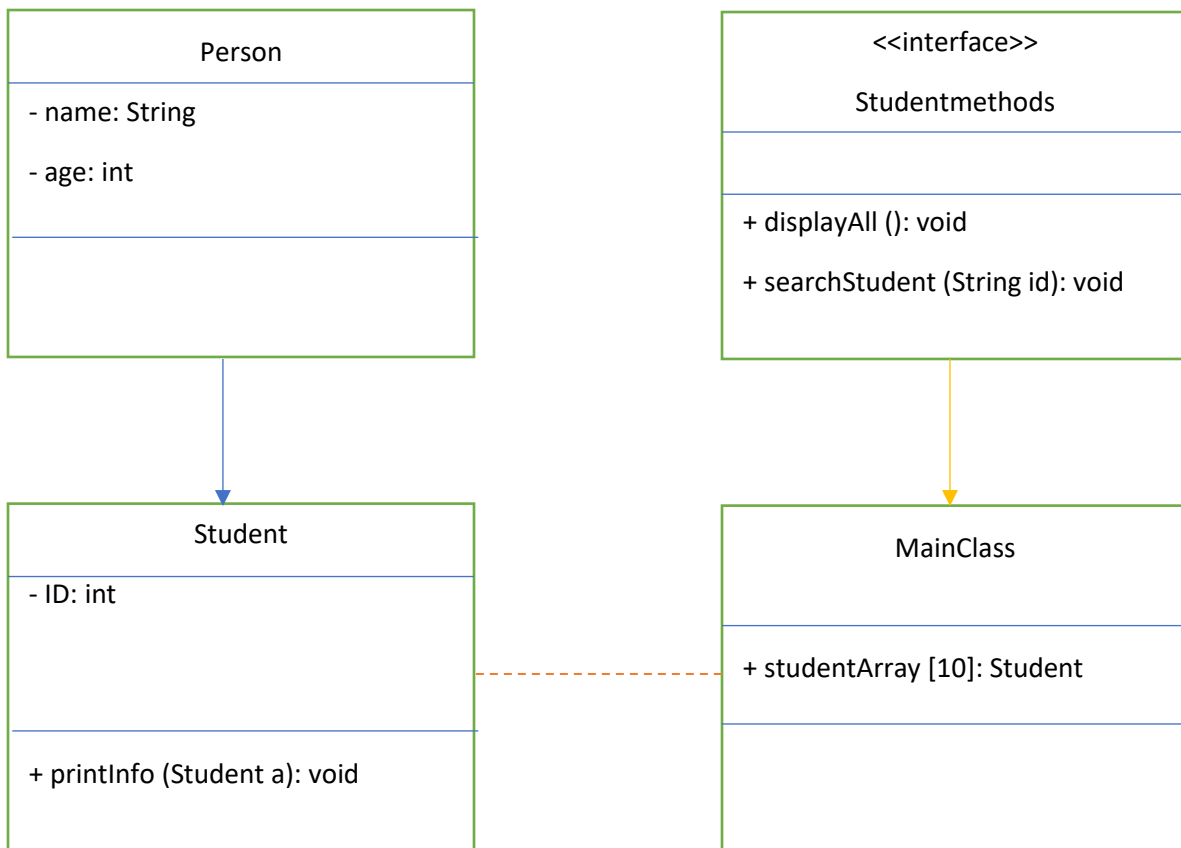 Person
- name: String
- age: int
<<interface>>
Studentmethods
+ displayAll (): void
+ searchStudent (String id): void
Student
- ID: int
+ printInfo (Student a): void
MainClass
+ studentArray [10]: Student